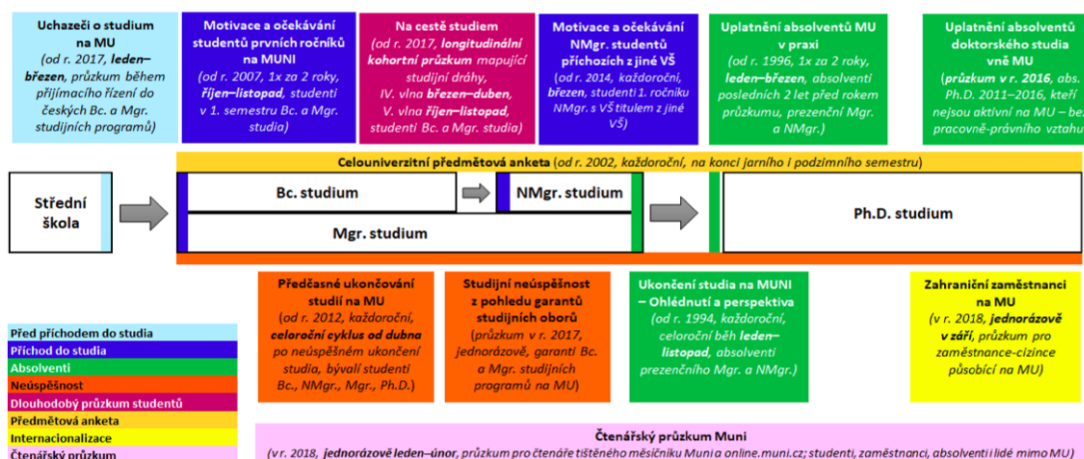 Uchazeči o studium
na MU
(od r. 2017, leden–
březen, průzkum během
přijímacího řízení do
českých Bc. a Mgr.
studijních programů)
Motivace a očekávání
studentů prvních ročníků
na MUNI
(od r. 2007, 1x za 2 roky,
říjen-listopad, studenti
v 1. semestru Bc. a Mgr.
studia)
Na cestě studiem
(od r. 2017, longitudinální
kohortní průzkum mapující
studijní dráhy,
IV. vlna březen-duben,
V. vlna říjen-listopad,
studenti Bc. a Mgr. studia)
Motivace a očekávání
NMgr. studentů
příchozích z jiné VŠ
(od r. 2014, každoroční,
březen, studenti 1. ročníku
NMgr. s VŠ titulem z jiné
VŠ)
Uplatnění absolventů MU
v praxi
(od r. 1996, 1x za 2 roky,
leden–březen, absolventi
posledních 2 let před rokem
průzkumu, prezenční Mgr.
a NMgr.)
Uplatnění absolventů
doktorského studia
vně MU
(průzkum v r. 2016, abs.
Ph.D. 2011–2016, kteří
nejsou aktivní na MU – bez
pracovně-právního vztahu
Celouniverzitní předmětová anketa (od r. 2002, každoroční, na konci jarního i podzimního semestru)
Střední
škola
Bc. studium
NMgr. studium
Mgr. studium
Ph.D. studium
Předčasné ukončování
studií na MU
(od r. 2012, každoroční,
celoroční cyklus od dubna
po neúspěšném ukončení
studia, bývalí studenti
Bc., NMgr., Mgr., Ph.D.)
Studijní neúspěšnost
z pohledu garantů
studijních oborů
(průzkum v r. 2017,
jednorázově, garanti Bc.
a Mgr. studijních
programů na MU)
Ukončení studia na MUNI
– Ohlédnutí a perspektiva
(od r. 1994, každoroční,
celoroční běh leden–
listopad, absolventi
prezenčního Mgr. a NMgr.)
Zahraniční zaměstnanci
na MU
(v r. 2018, jednorázově
v září, průzkum pro
zaměstnance-cizince
působící na MU)
Před příchodem do studia
Příchod do studia
Absolventi
Neúspěšnost
Dlouhodobý průzkum studentů
Předmětová anketa
Internacionalizace
Čtenářský průzkum
Čtenářský průzkum Muni
(v r. 2018, jednorázově leden–únor, průzkum pro čtenáře tištěného měsíčníku Muni a online.muni.cz; studenti, zaměstnanci, absolventi i lidé mimo MU)